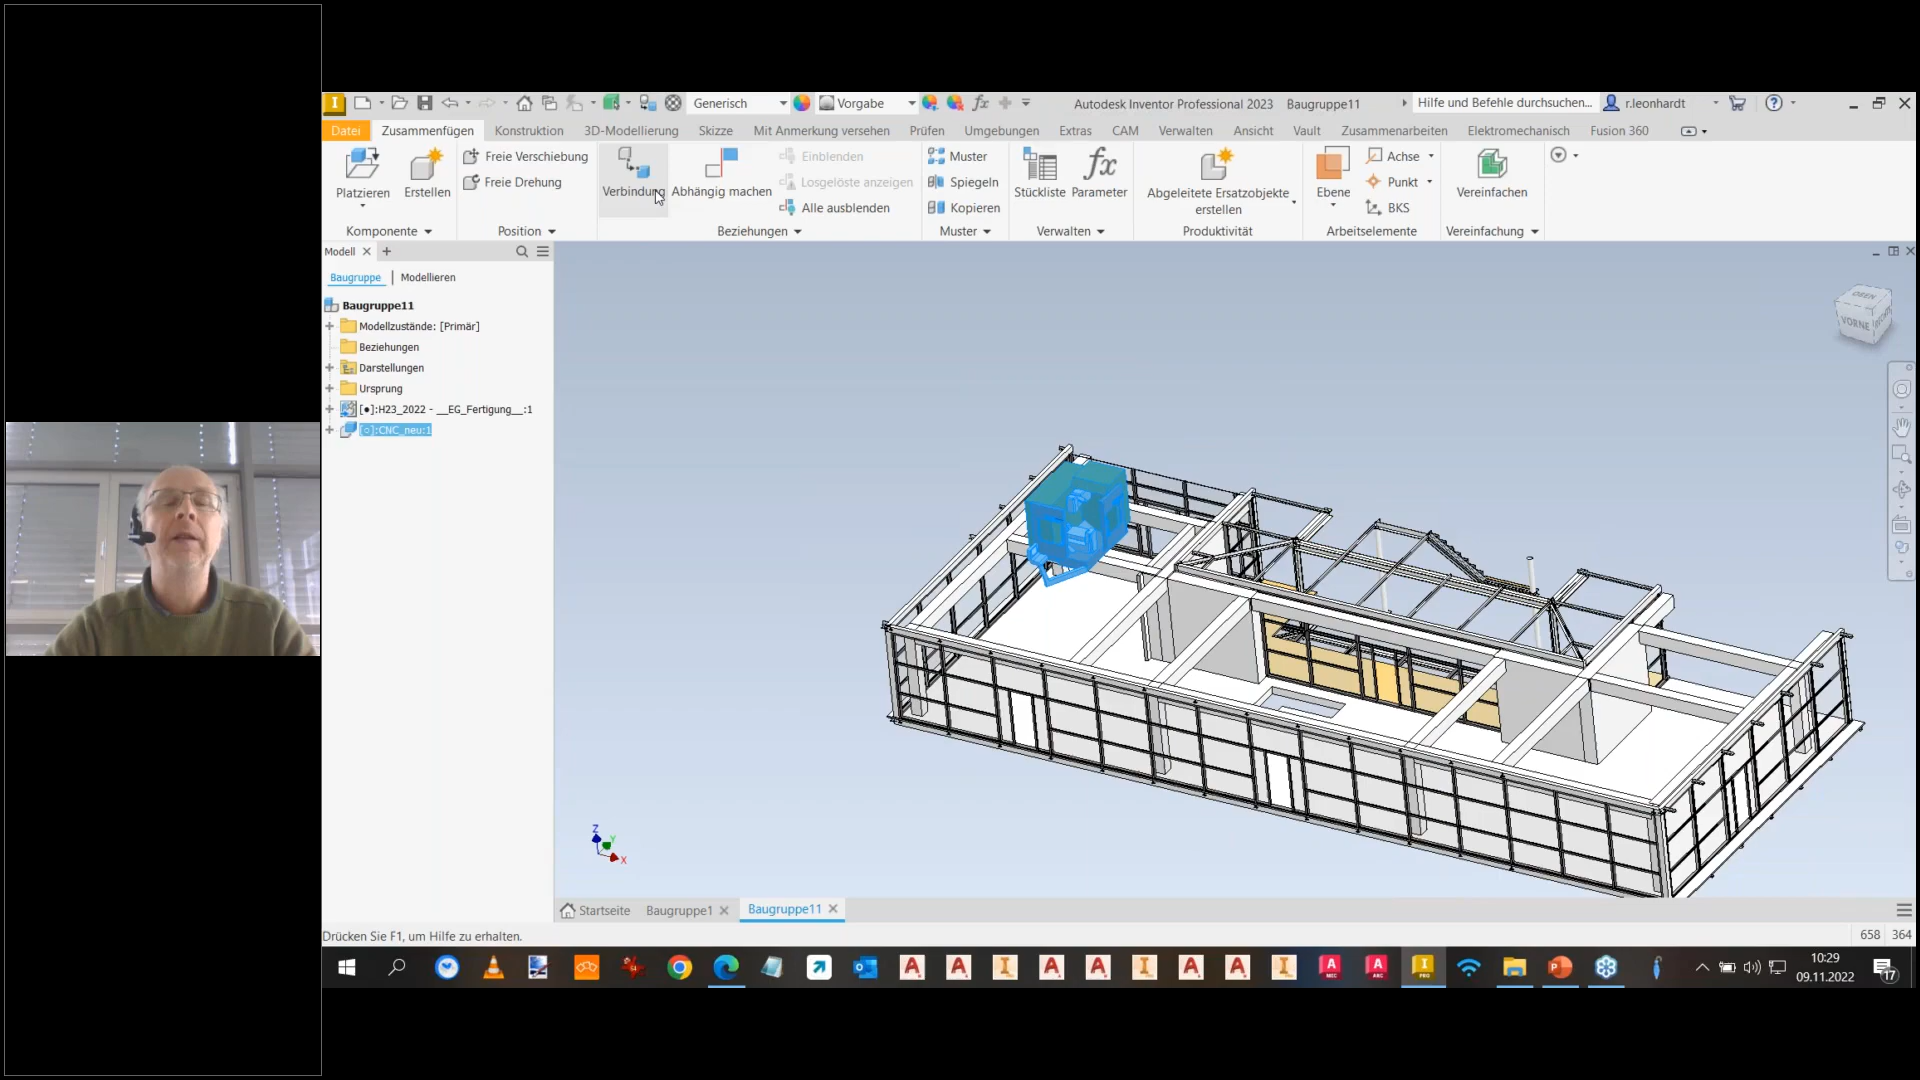 Generisch
Vorgabe
Autodesk Inventor Professional 2023 Baugruppe11
Hilfe und Befehle durchsuchen...
r.leonhardt
Datei Zusammenfügen Konstruktion 3D-Modellierung Skizze Mit Anmerkung versehen Prüfen Umgebungen Extras CAM Verwalten Ansicht Vault Zusammenarbeiten Elektromechanisch Fusion 360
Platzieren
Erstellen
Komponente
Freie Verschiebung
Freie Drehung
Position
Verbindung
Abhängig machen
Einblenden
Losgelöste anzeigen
Alle ausblenden
Beziehungen
Muster
Spiegeln
Kopieren
Muster
Stückliste
Parameter
Verwalten
Abgeleitete Ersatzobjekte
erstellen
Produktivität
Ebene
Achse
Punkt
BKS
Arbeitselemente
Vereinfachen
Vereinfachung
Modell
Baugruppe | Modellieren
Baugruppe11
Modellzustände: [Primär]
Beziehungen
Darstellungen
Ursprung
[●]:H23_2022 - __EG_Fertigung__:1
[○]:CNC_neu:1
OBEN
VORNE
RECHTS
Z
Y
X
Startseite Baugruppe1 Baugruppe11
Drücken Sie F1, um Hilfe zu erhalten.
658 364
10:29
09.11.2022
17